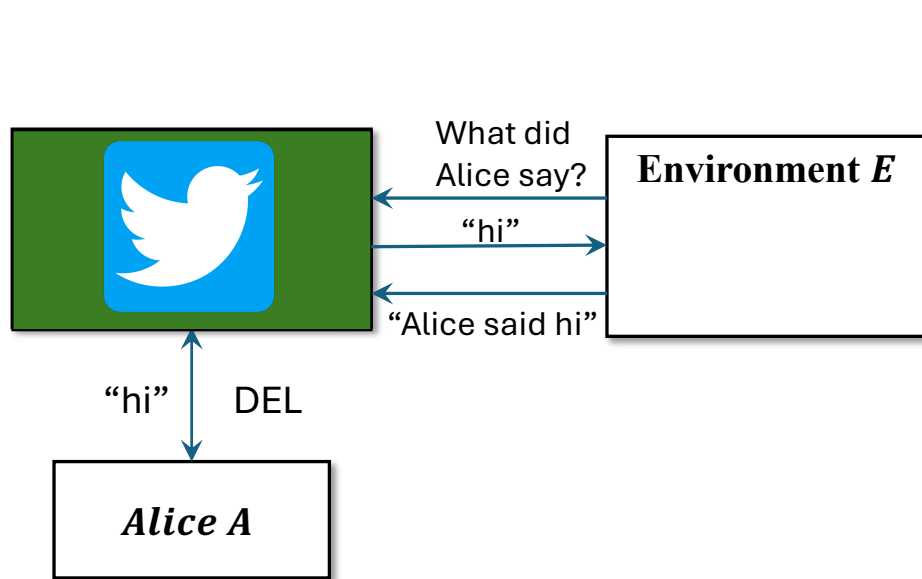 What did
Alice say?
Environment E
“hi”
“Alice said hi”
“hi” DEL
Alice A